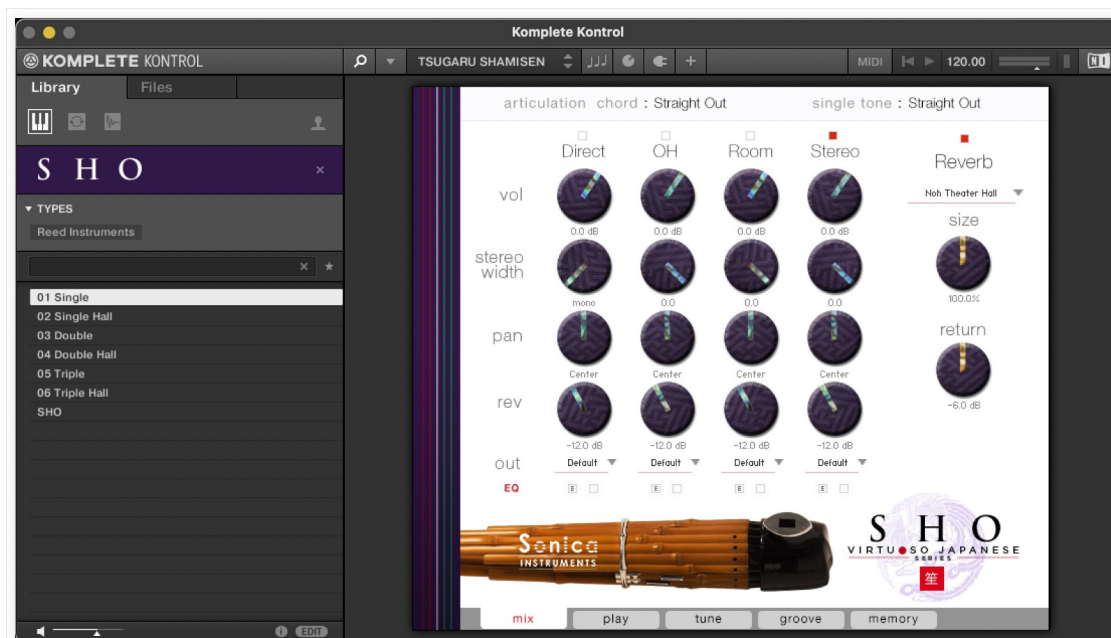 Komplete Kontrol
KOMPLETE KONTROL
TSUGARU SHAMISEN
MIDI
120.00
Library
Files
SHO
TYPES
Reed Instruments
01 Single
02 Single Hall
03 Double
04 Double Hall
05 Triple
06 Triple Hall
SHO
EDIT
articulation chord : Straight Out single tone : Straight Out
Direct OH Room Stereo Reverb
Noh Theater Hall
vol
0.0 dB 0.0 dB 0.0 dB 0.0 dB
size
100.0%
stereo
width
mono 0.0 0.0 0.0
pan
Center Center Center Center
return
-6.0 dB
rev
-12.0 dB -12.0 dB -12.0 dB -12.0 dB
out Default Default Default Default
EQ E E E E
Sonica
INSTRUMENTS
SHO
VIRTUOSO JAPANESE
SERIES
笙
mix play tune groove memory